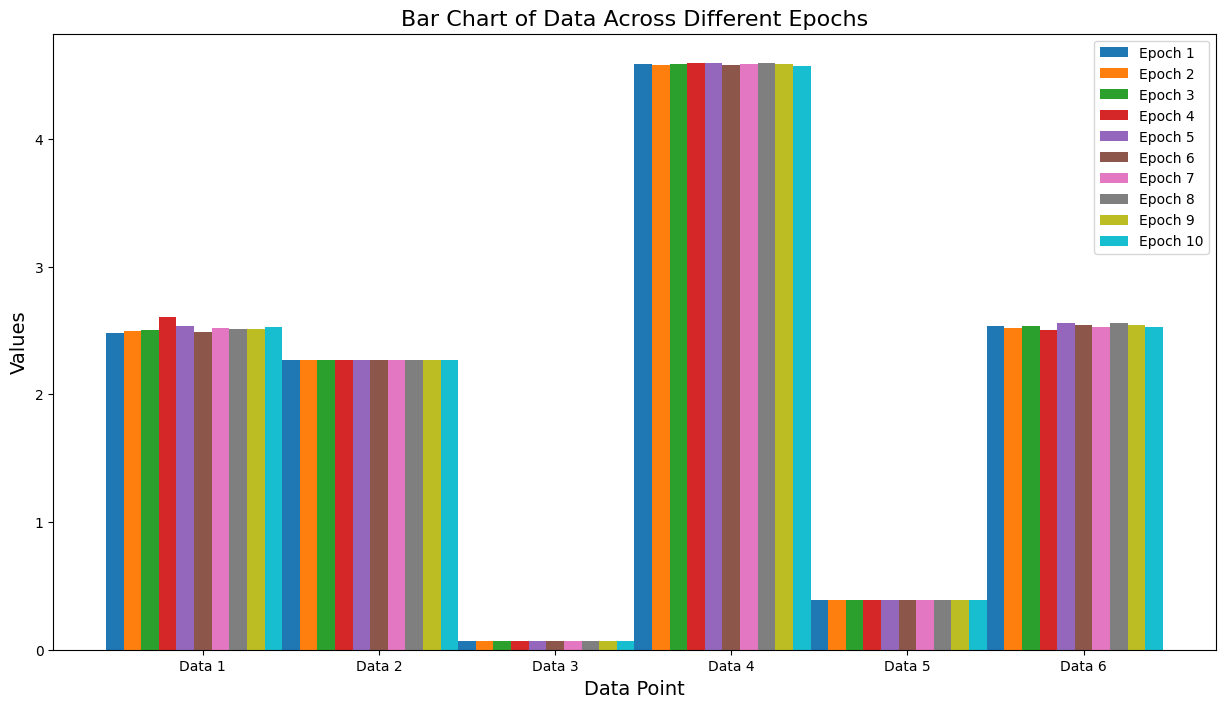 Bar Chart of Data Across Different Epochs
Values
4
3
2
1
0
Epoch 1
Epoch 2
Epoch 3
Epoch 4
Epoch 5
Epoch 6
Epoch 7
Epoch 8
Epoch 9
Epoch 10
Data 1
Data 2
Data 3
Data 4
Data 5
Data 6
Data Point